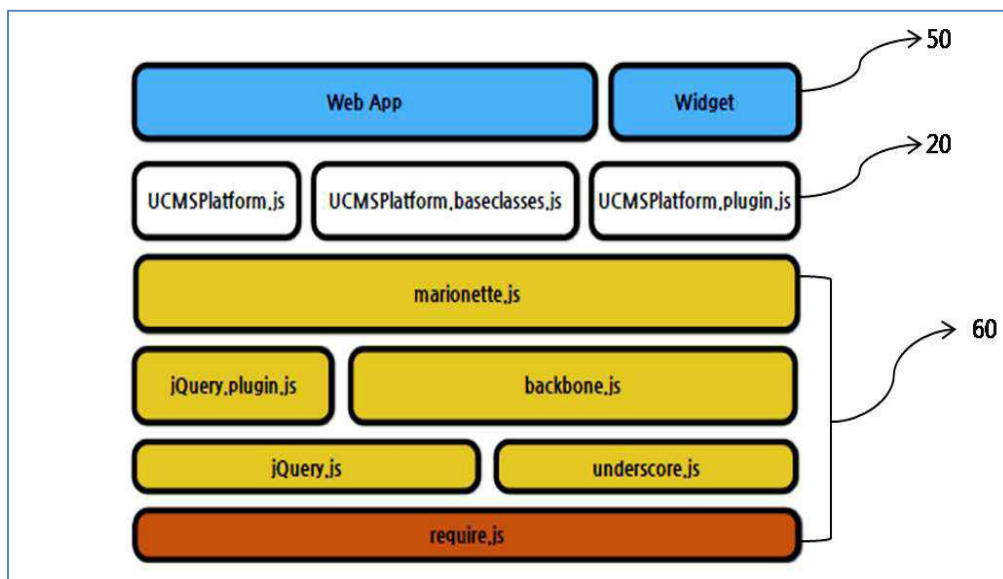 50
Web App Widget
20
UCMSPlatform.js UCMSPlatform.baseclasses.js UCMSPlatform.plugin.js
marionette.js
60
jQuery.plugin.js backbone.js
jQuery.js underscore.js
require.js